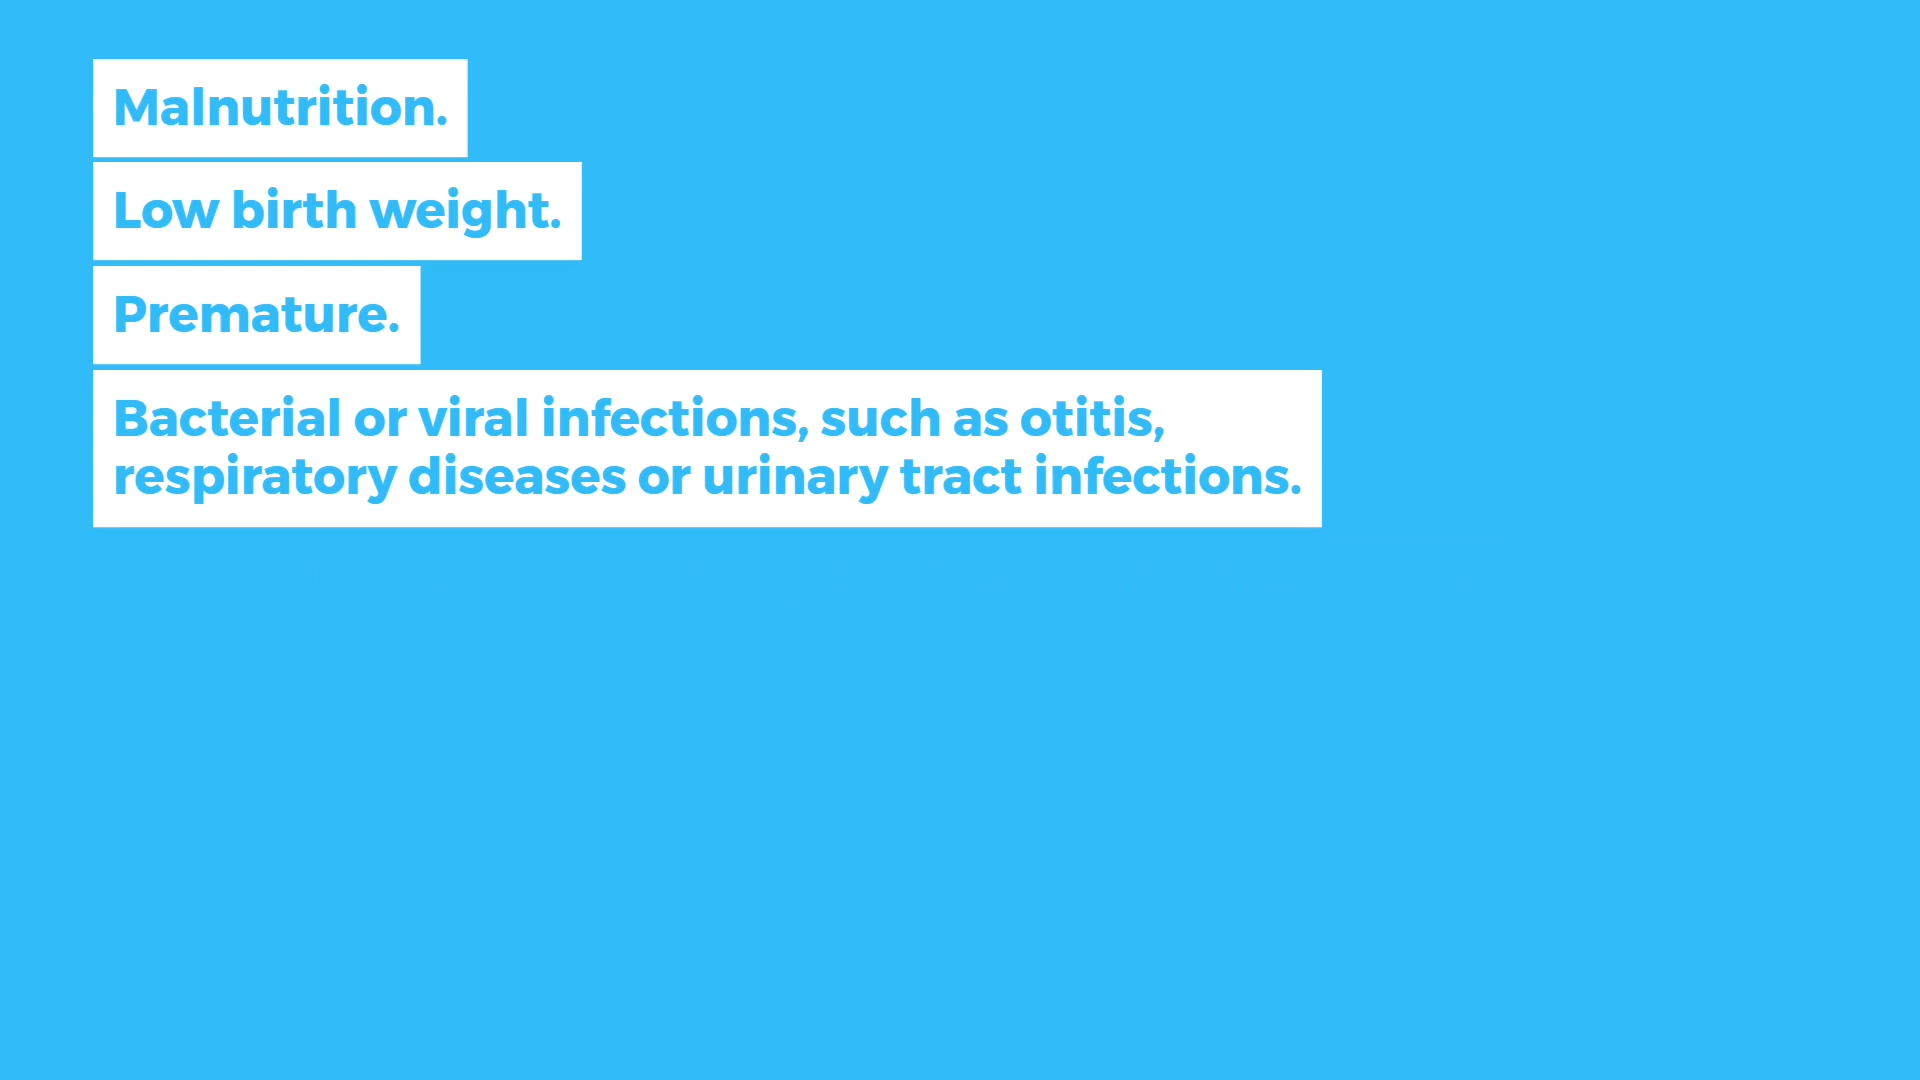 Malnutrition.
Low birth weight.
Premature.
Bacterial or viral infections, such as otitis,
respiratory diseases or urinary tract infections.